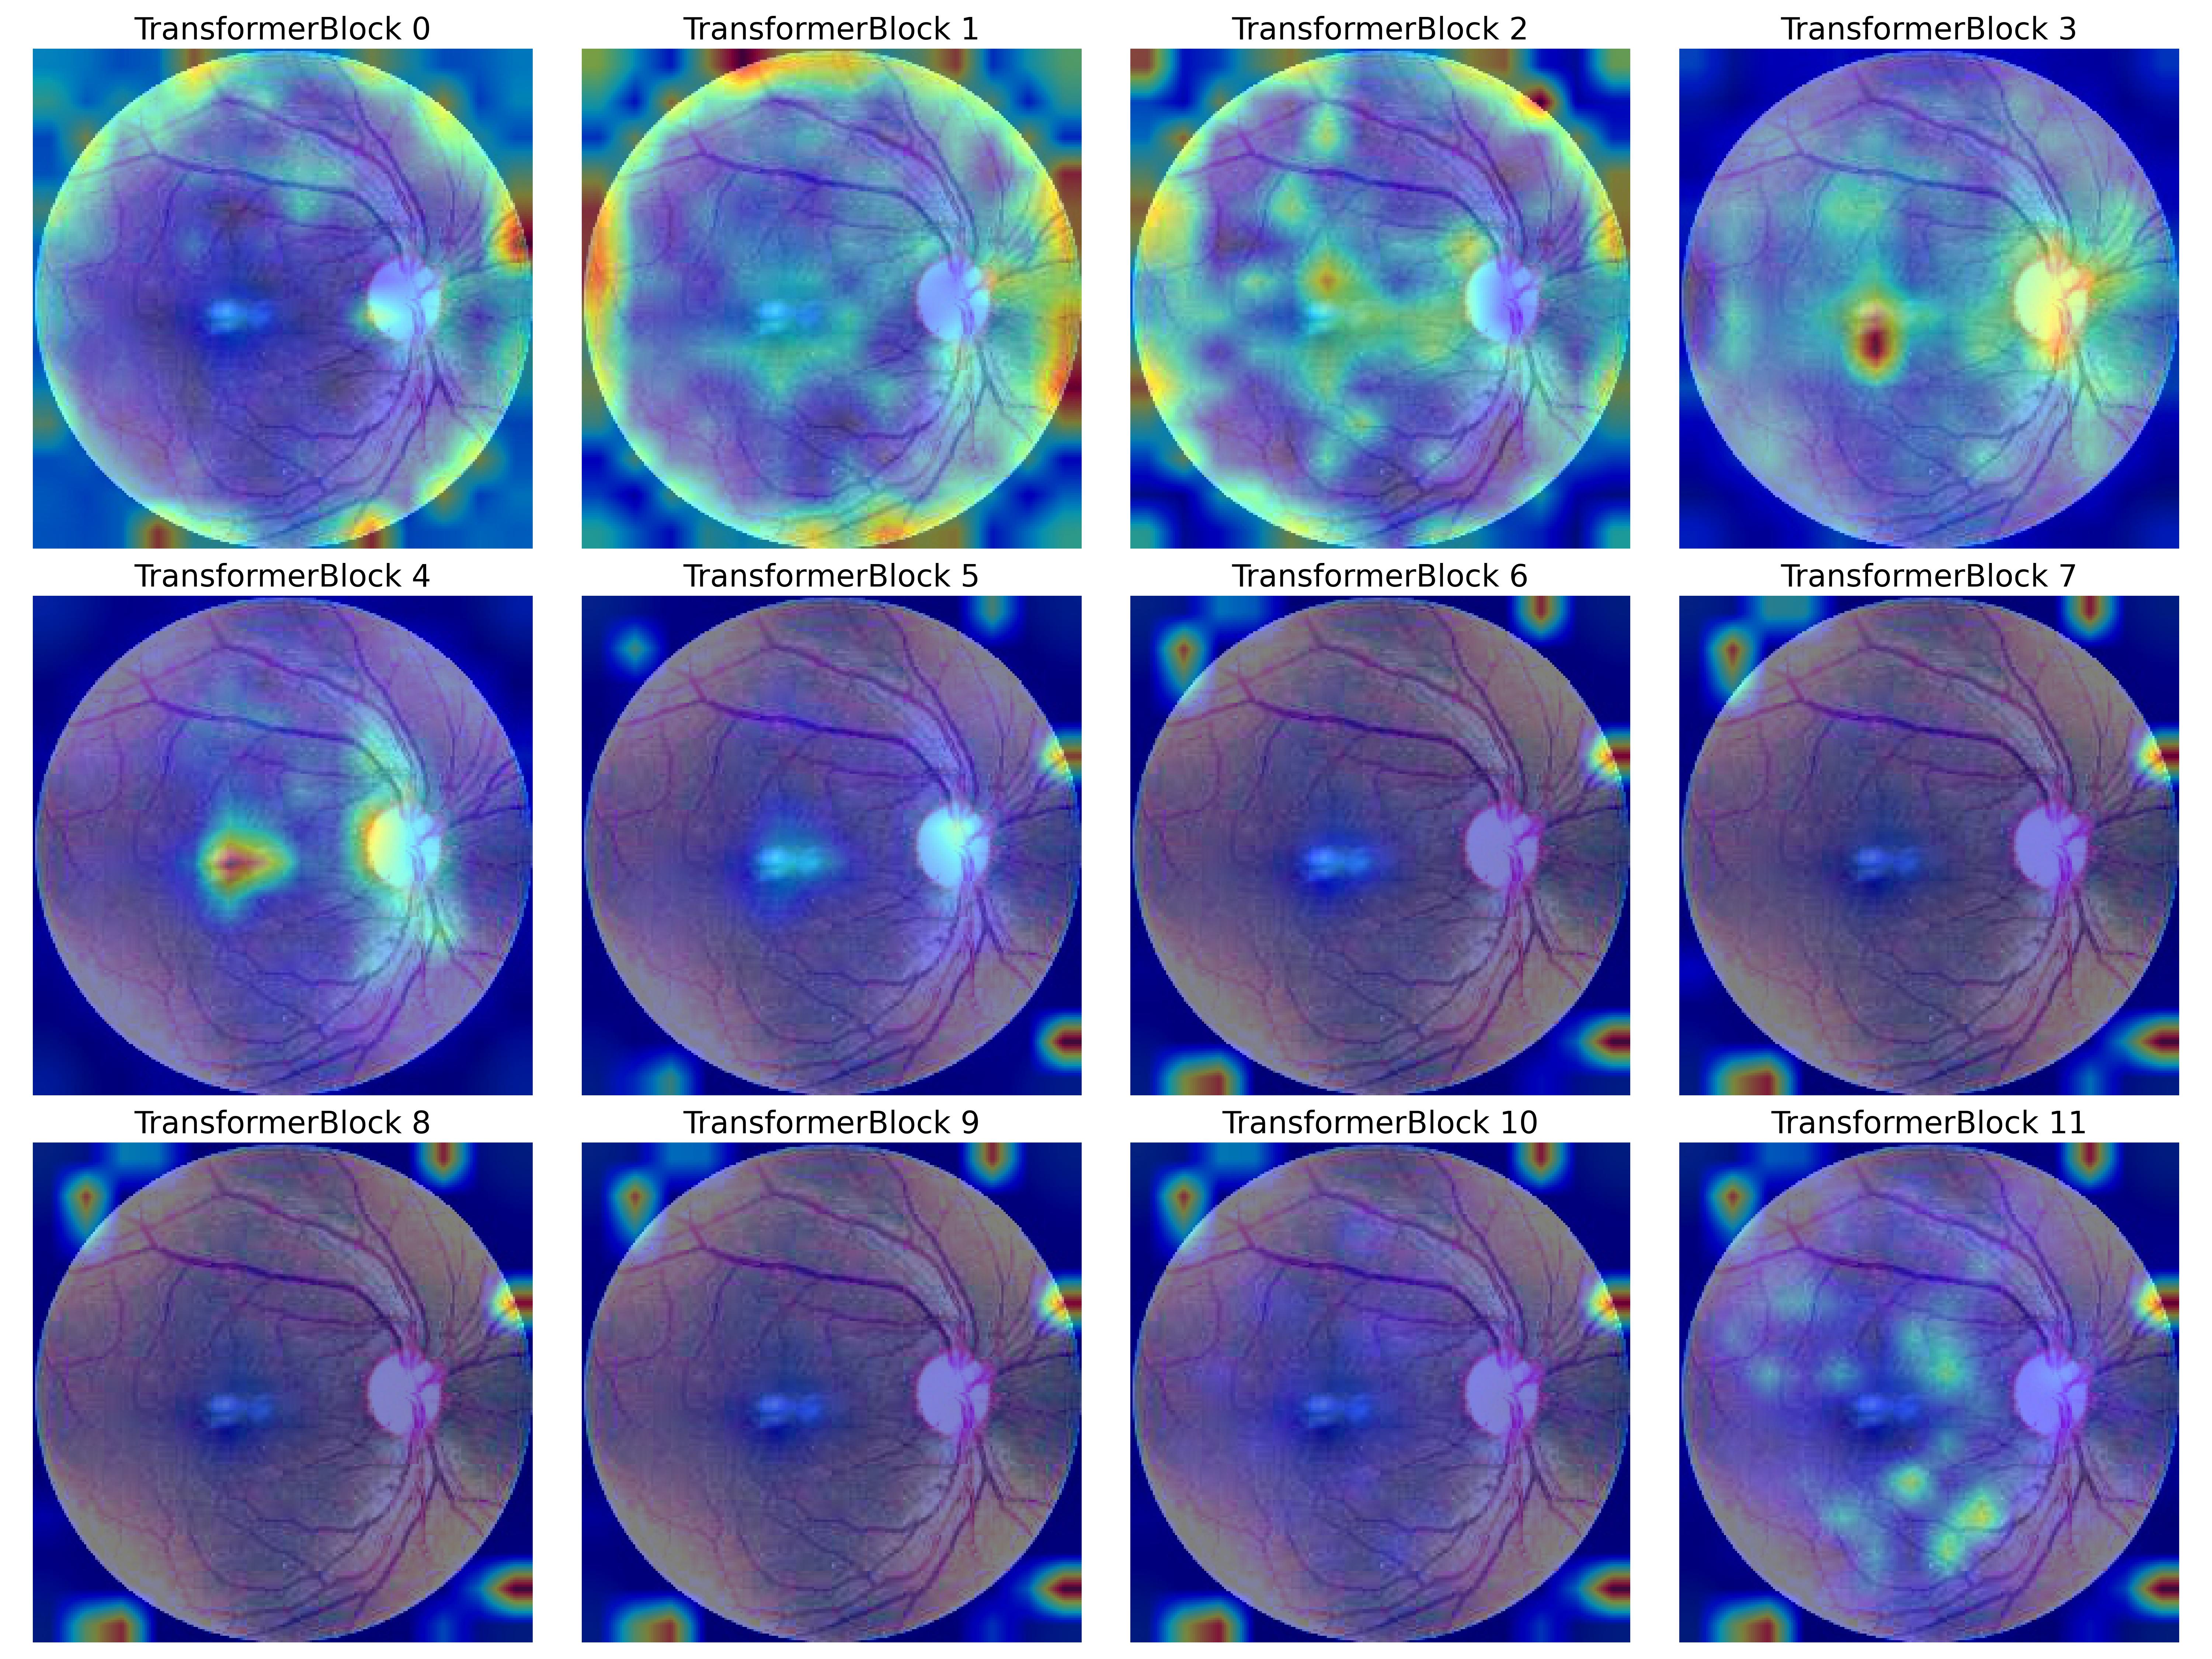 TransformerBlock 0
TransformerBlock 1
TransformerBlock 2
TransformerBlock 3
TransformerBlock 4
TransformerBlock 5
TransformerBlock 6
TransformerBlock 7
TransformerBlock 8
TransformerBlock 9
TransformerBlock 10
TransformerBlock 11